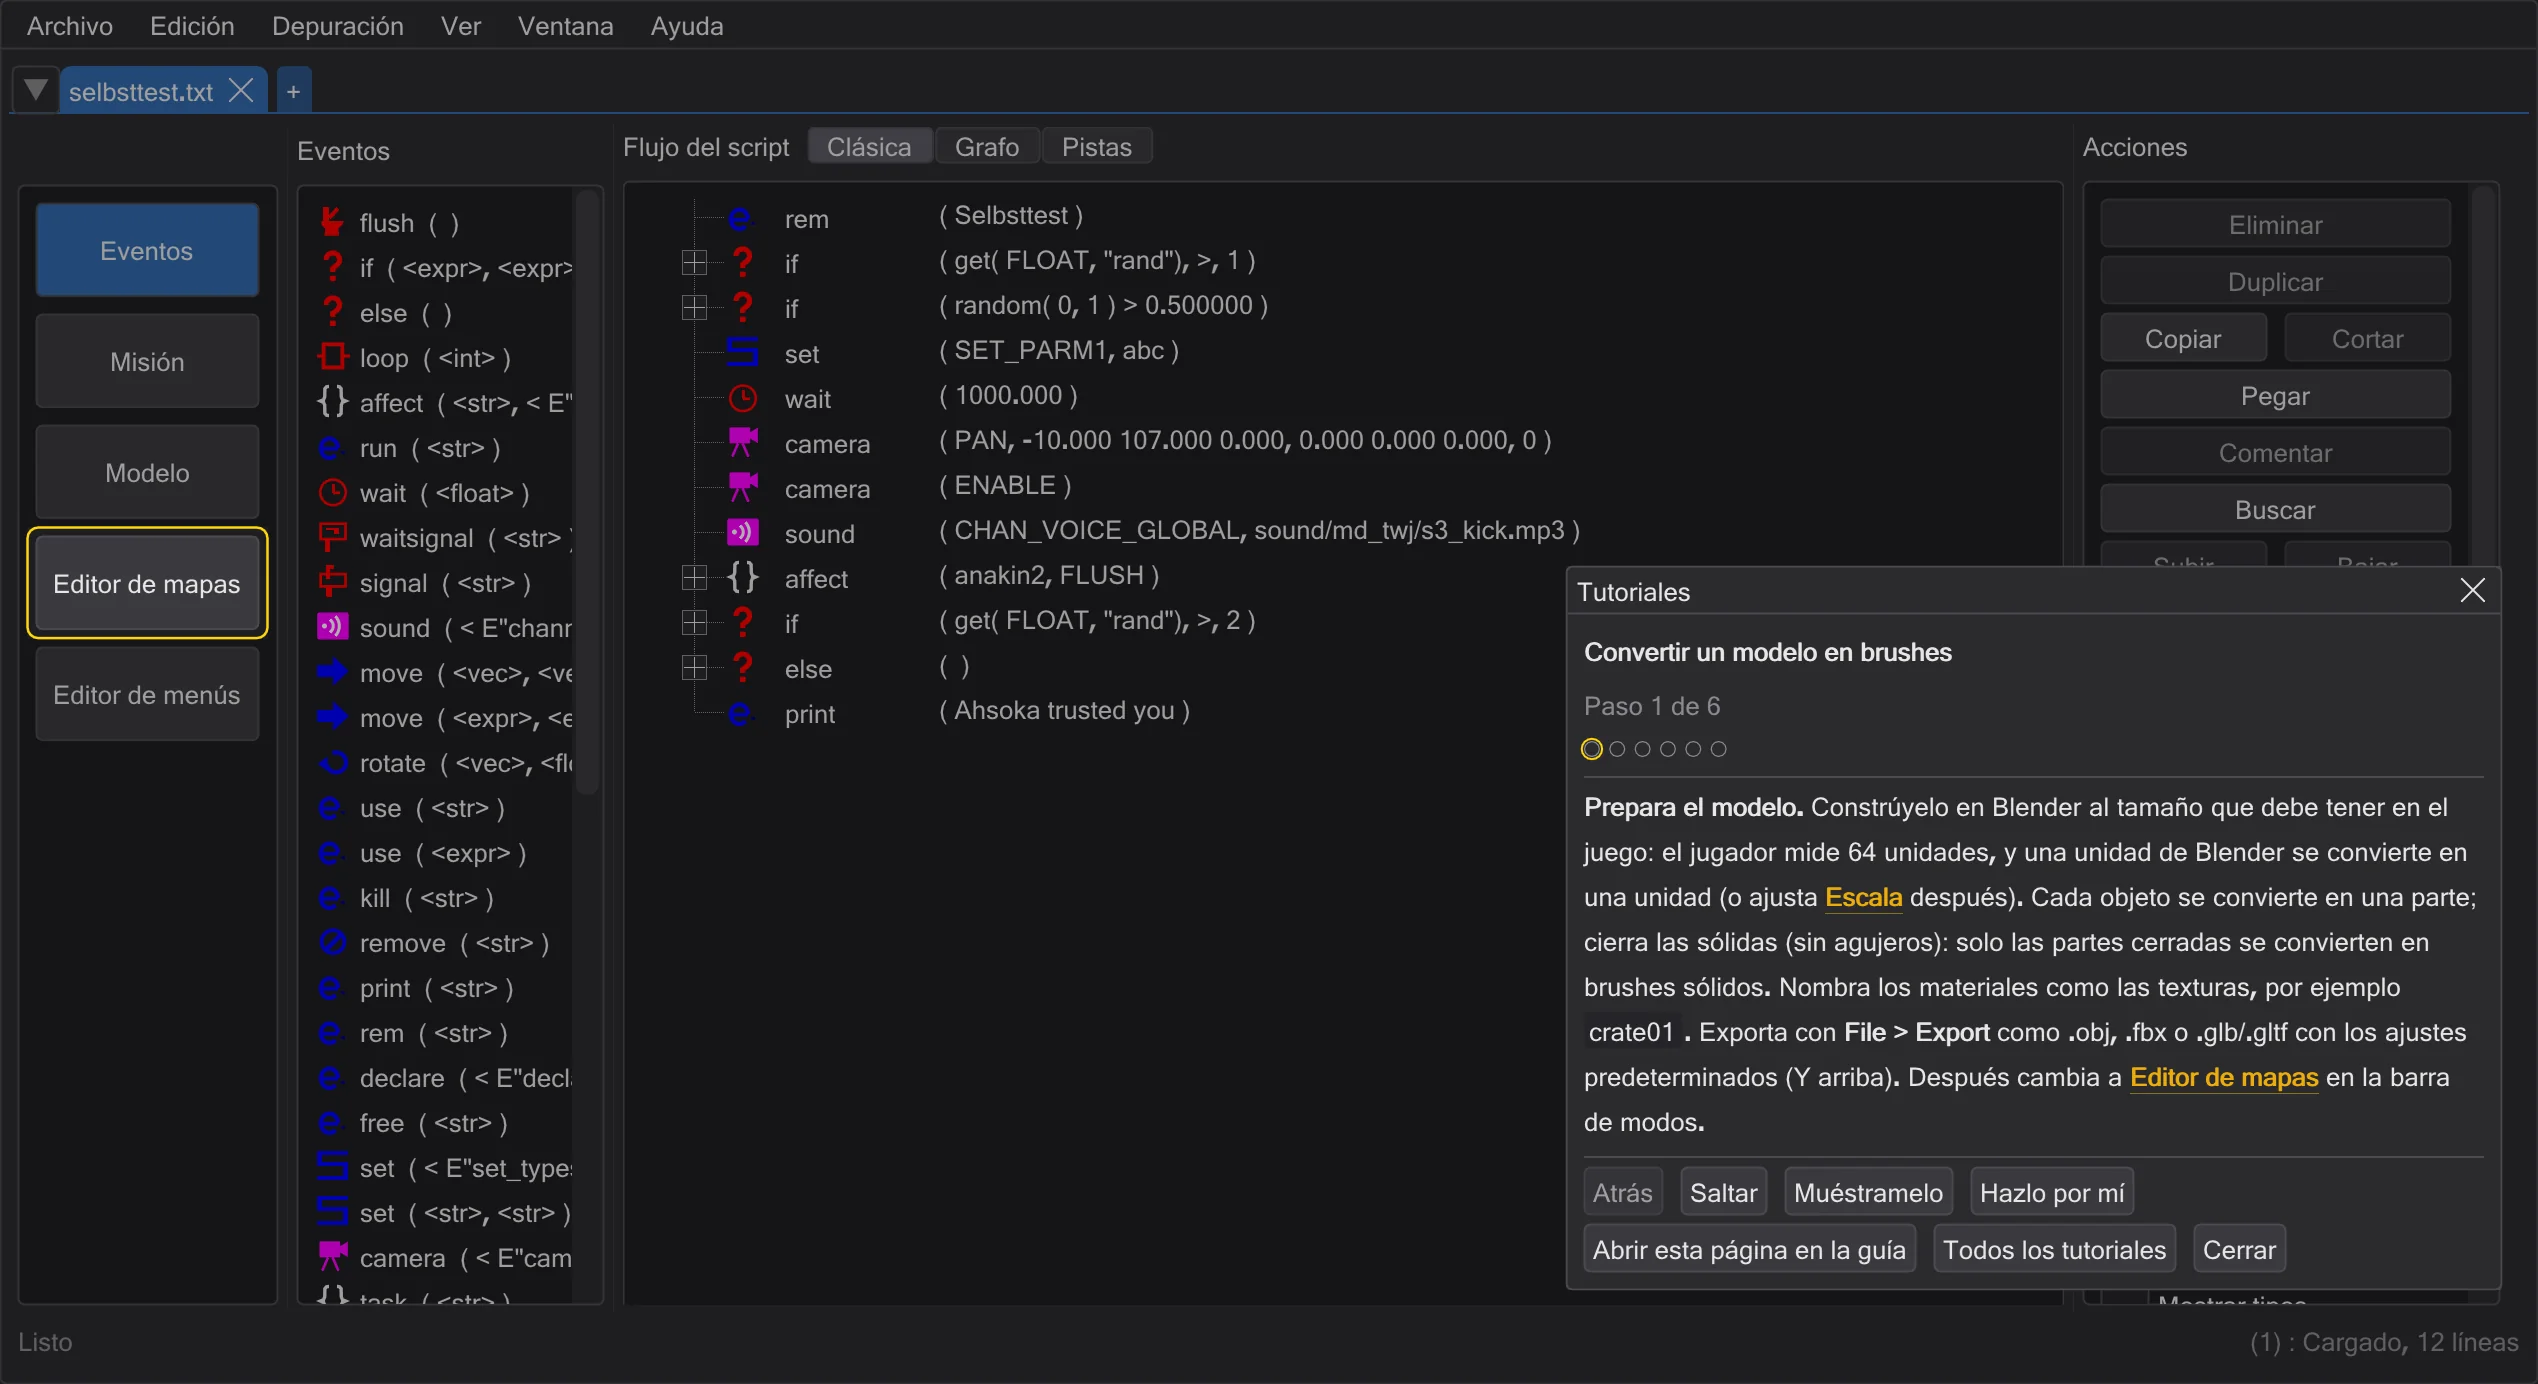 Archivo Edición Depuración Ver Ventana Ayuda
selbsttest.txt +
Eventos
Misión
Modelo
Editor de mapas
Editor de menús
Eventos
flush ( )
if ( <expr>, <expr>
else ( )
loop ( <int> )
affect ( <str>, < E"
run ( <str> )
wait ( <float> )
waitsignal ( <str> )
signal ( <str> )
sound ( < E"chann
move ( <vec>, <ve
move ( <expr>, <e
rotate ( <vec>, <flo
use ( <str> )
use ( <expr> )
kill ( <str> )
remove ( <str> )
print ( <str> )
rem ( <str> )
declare ( < E"decla
free ( <str> )
set ( < E"set_types
set ( <str>, <str> )
camera ( < E"cam
task ( <str> )
Flujo del script Clásica Grafo Pistas
rem ( Selbsttest )
if ( get( FLOAT, "rand"), >, 1 )
if ( random( 0, 1 ) > 0.500000 )
set ( SET_PARM1, abc )
wait ( 1000.000 )
camera ( PAN, -10.000 107.000 0.000, 0.000 0.000 0.000, 0 )
camera ( ENABLE )
sound ( CHAN_VOICE_GLOBAL, sound/md_twj/s3_kick.mp3 )
affect ( anakin2, FLUSH )
if ( get( FLOAT, "rand"), >, 2 )
else ( )
print ( Ahsoka trusted you )
Acciones
Eliminar
Duplicar
Copiar Cortar
Pegar
Comentar
Buscar
Subir Bajar
Tutoriales
Convertir un modelo en brushes
Paso 1 de 6
Prepara el modelo. Constrúyelo en Blender al tamaño que debe tener en el
juego: el jugador mide 64 unidades, y una unidad de Blender se convierte en
una unidad (o ajusta Escala después). Cada objeto se convierte en una parte;
cierra las sólidas (sin agujeros): solo las partes cerradas se convierten en
brushes sólidos. Nombra los materiales como las texturas, por ejemplo
crate01 . Exporta con File > Export como .obj, .fbx o .glb/.gltf con los ajustes
predeterminados (Y arriba). Después cambia a Editor de mapas en la barra
de modos.
Atrás Saltar Muéstramelo Hazlo por mí
Abrir esta página en la guía Todos los tutoriales Cerrar
Mostrar tipos
Listo
(1) : Cargado, 12 líneas